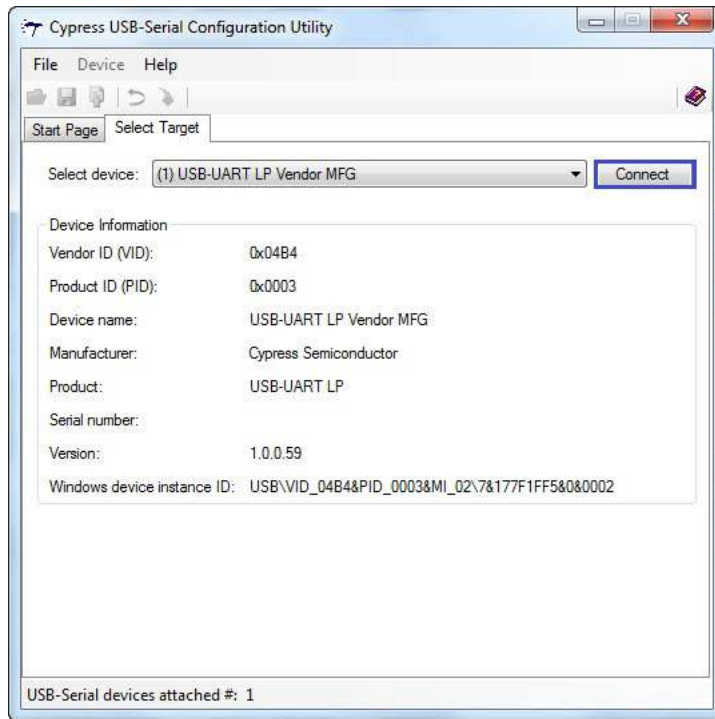 Cypress USB-Serial Configuration Utility
File Device Help
Start Page Select Target
Select device: (1) USB-UART LP Vendor MFG Connect
Device Information
Vendor ID (VID): 0x04B4
Product ID (PID): 0x0003
Device name: USB-UART LP Vendor MFG
Manufacturer: Cypress Semiconductor
Product: USB-UART LP
Serial number:
Version: 1.0.0.59
Windows device instance ID: USB\VID_04B4&PID_0003&MI_02\7&177F1FF5&0&0002
USB-Serial devices attached #: 1